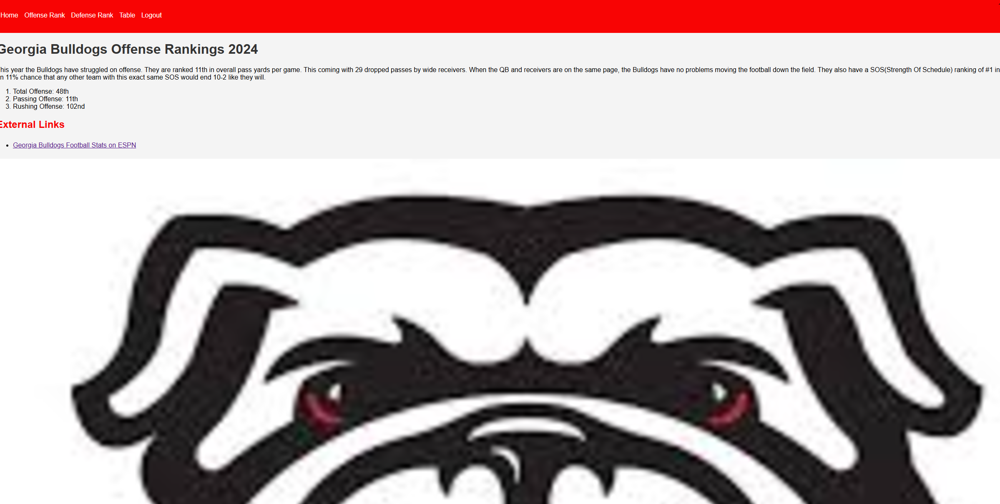 Home Offense Rank Defense Rank Table Logout
Georgia Bulldogs Offense Rankings 2024
his year the Bulldogs have struggled on offense. They are ranked 11th in overall pass yards per game. This coming with 29 dropped passes by wide receivers. When the QB and receivers are on the same page, the Bulldogs have no problems moving the football down the field. They also have a SOS(Strength Of Schedule) ranking of #1 in
n 11% chance that any other team with this exact same SOS would end 10-2 like they will.
1. Total Offense: 48th
2. Passing Offense: 11th
3. Rushing Offense: 102nd
External Links
• Georgia Bulldogs Football Stats on ESPN